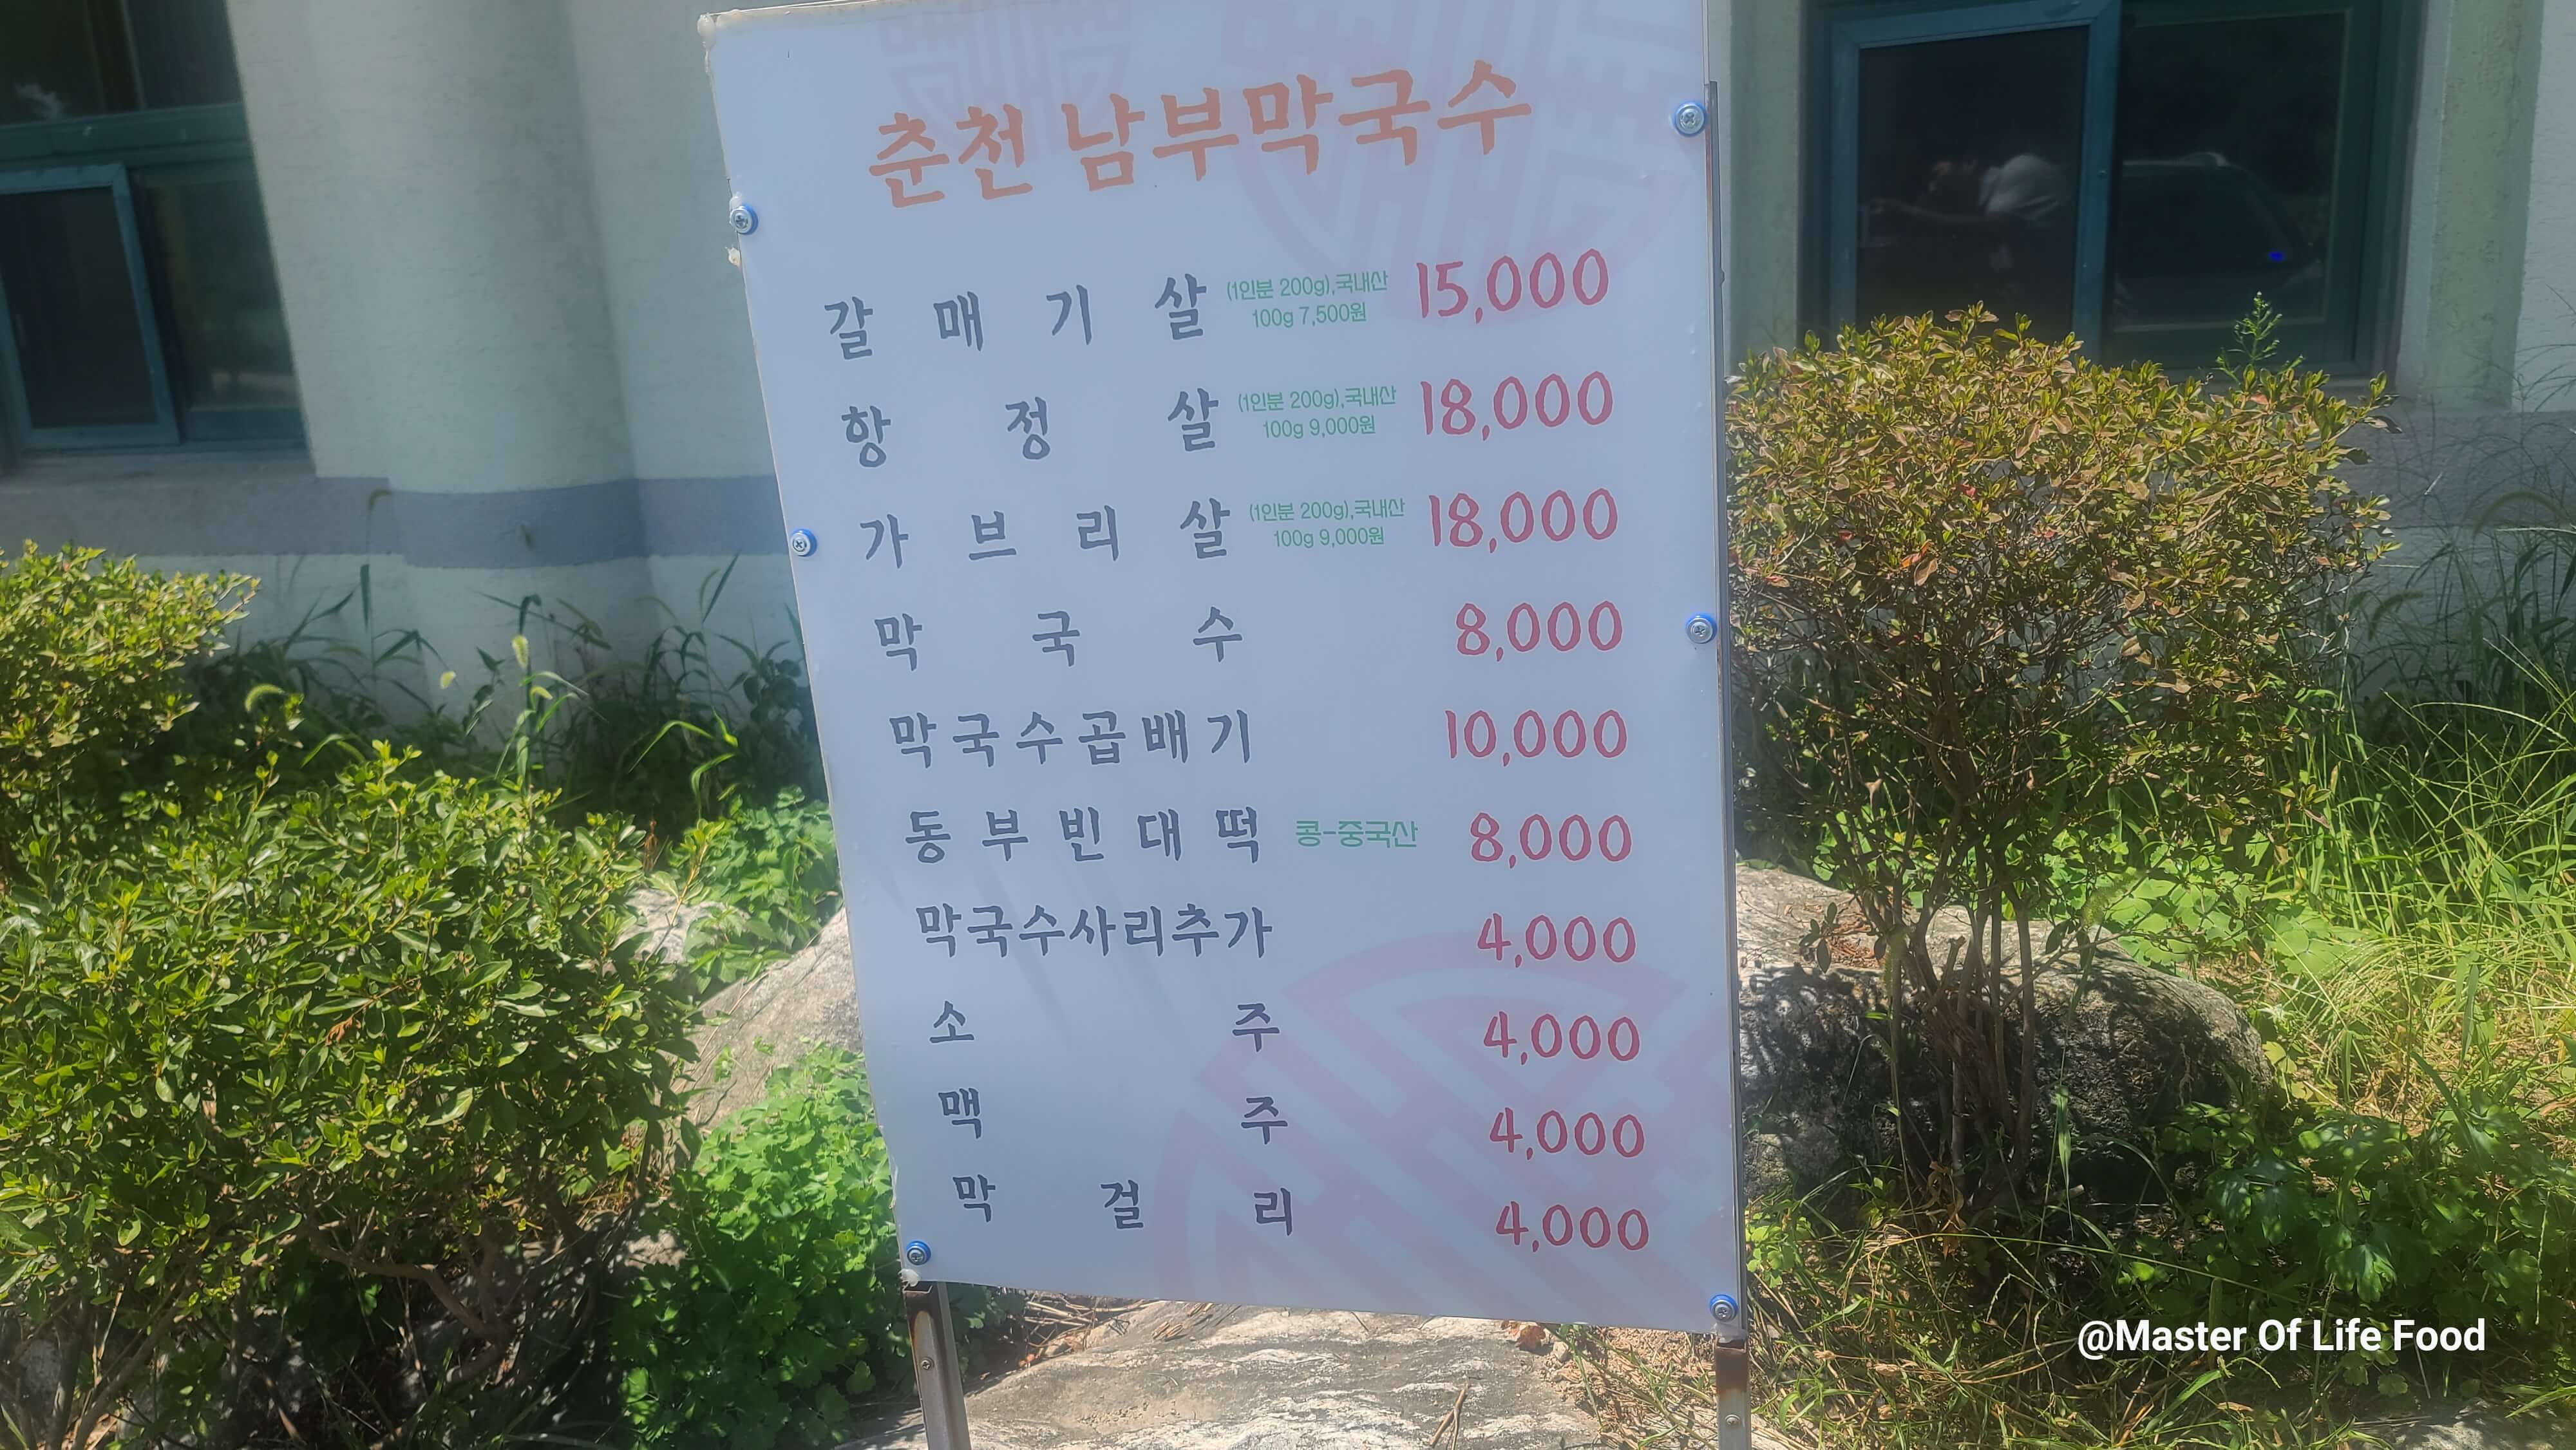 춘천 남부막국수
갈매기살 (1인분 200g),국내산 15,000
100g 7,500원
항정살 (1인분 200g),국내산 18,000
100g 9,000원
가브리살 (1인분 200g),국내산 18,000
100g 9,000원
막국수 8,000
막국수곱배기 10,000
동부빈대떡 콩-중국산 8,000
막국수사리추가 4,000
소주 4,000
맥주 4,000
막걸리 4,000
@Master Of Life Food